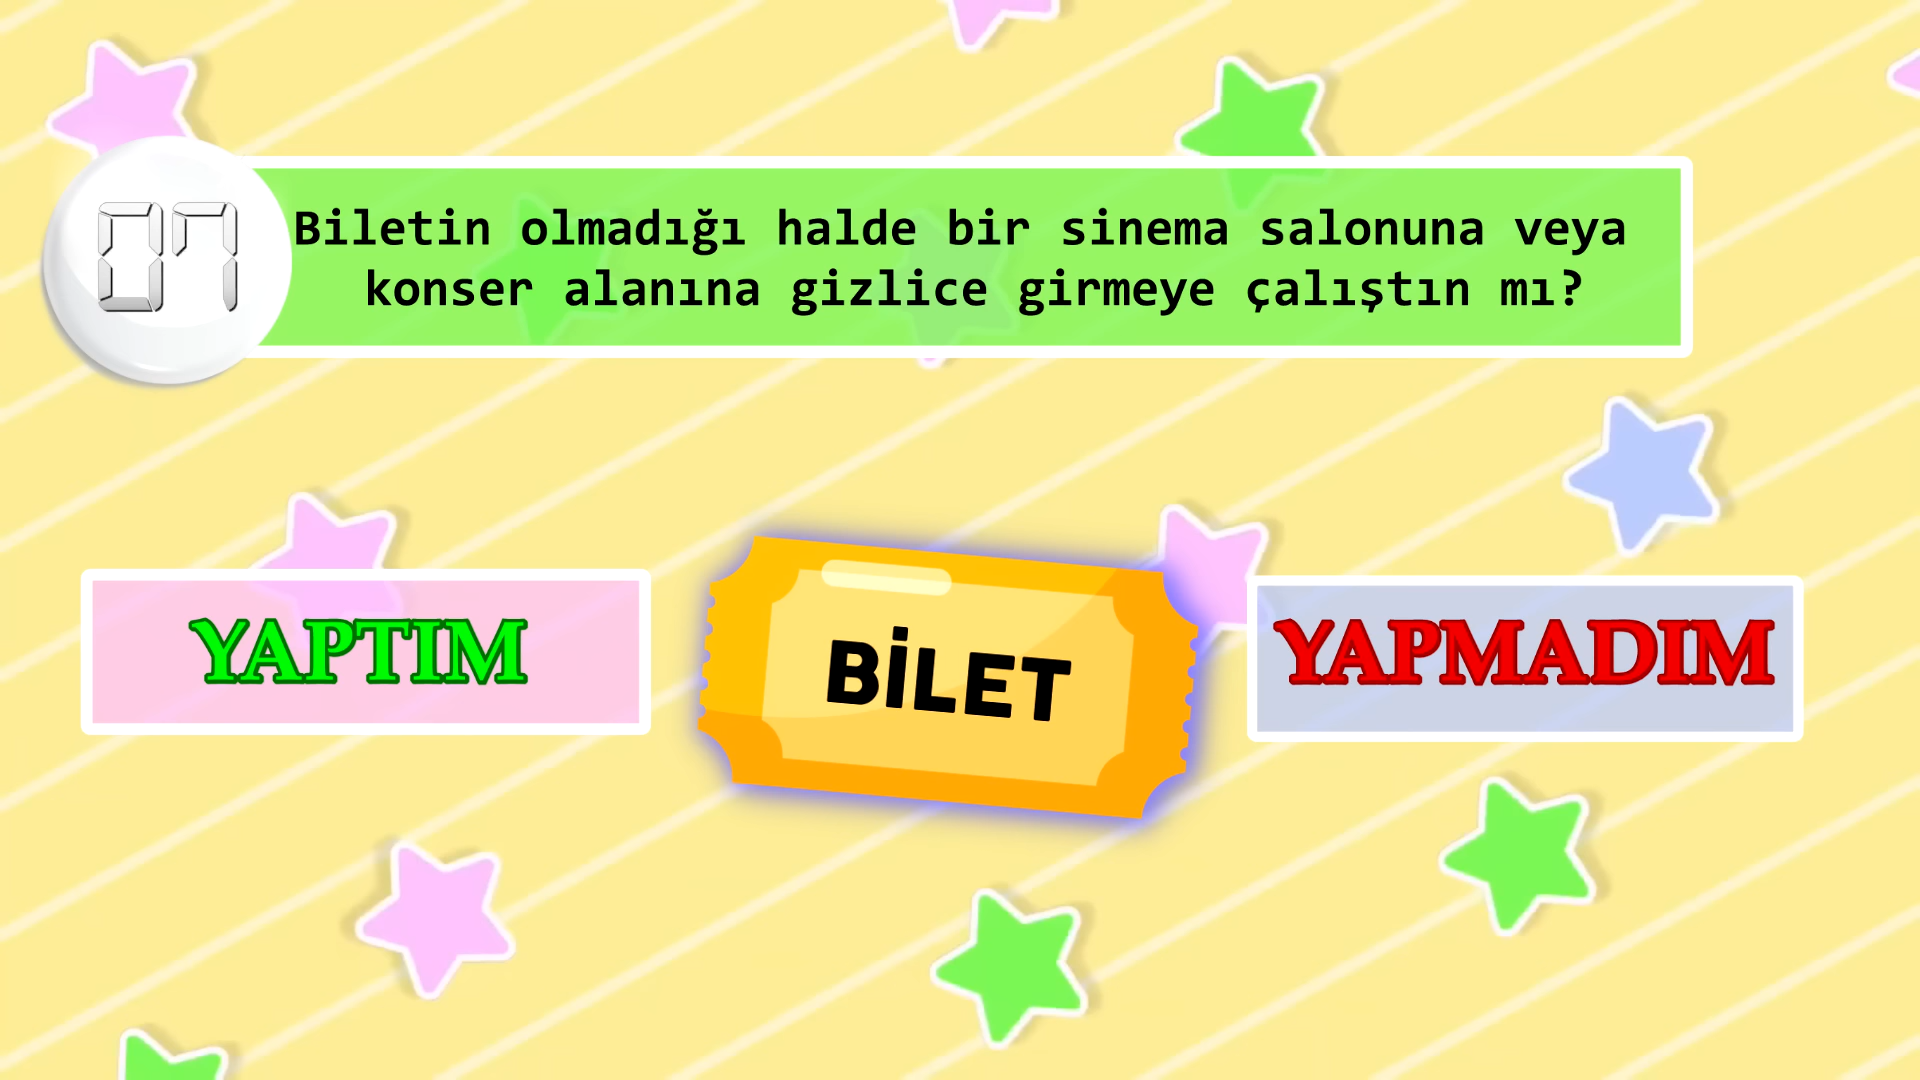 07
Biletin olmadığı halde bir sinema salonuna veya
konser alanına gizlice girmeye çalıştın mı?
YAPTIM
BİLET
YAPMADIM